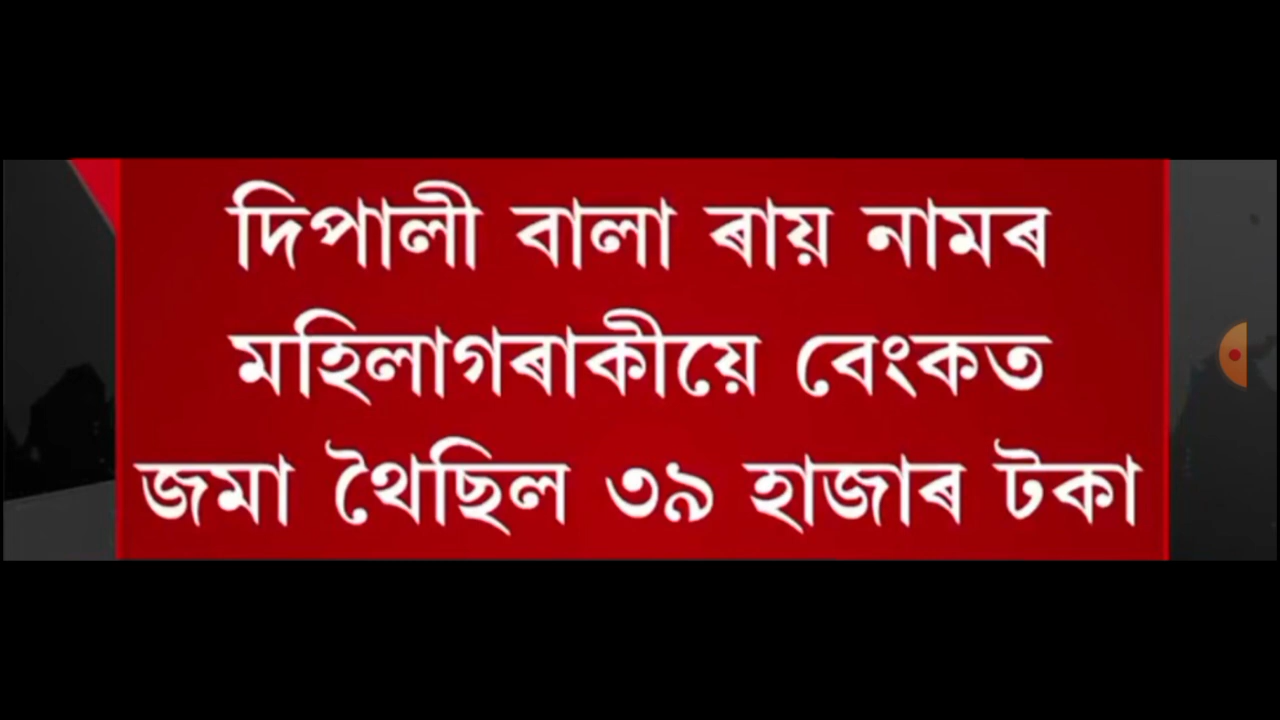 দিপালী বালা ৰায় নামৰ
মহিলাগৰাকীয়ে বেংকত
জমা থৈছিল ৩৯ হাজাৰ টকা